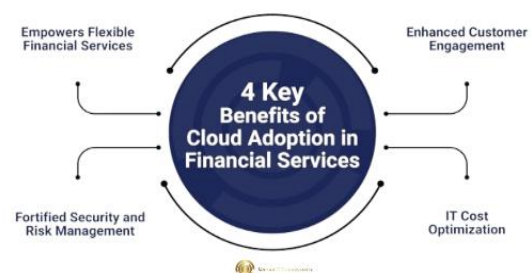 Empowers Flexible
Financial Services
Enhanced Customer
Engagement
4 Key
Benefits of
Cloud Adoption in
Financial Services
Fortified Security and
Risk Management
IT Cost
Optimization